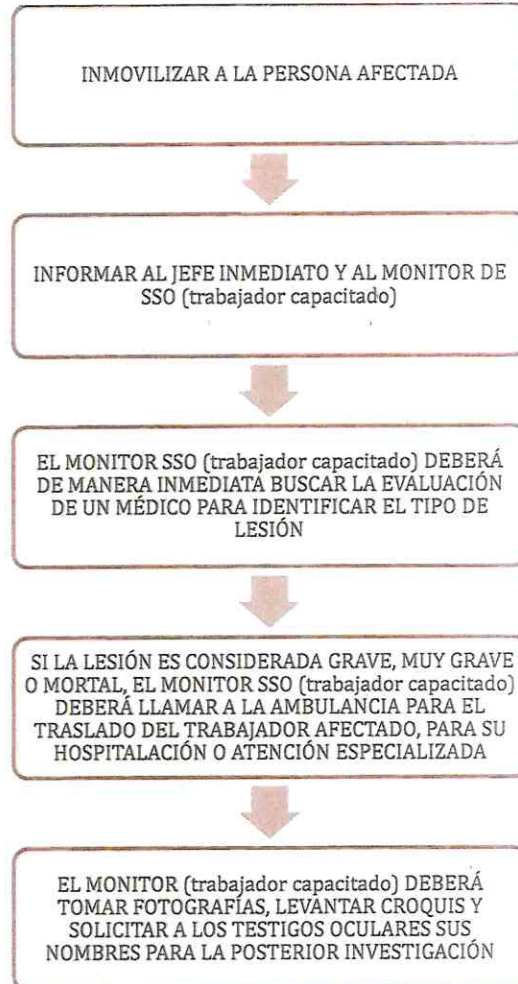 INMOVILIZAR A LA PERSONA AFECTADA
INFORMAR AL JEFE INMEDIATO Y AL MONITOR DE
SSO (trabajador capacitado)
EL MONITOR SSO (trabajador capacitado) DEBERÁ
DE MANERA INMEDIATA BUSCAR LA EVALUACIÓN
DE UN MÉDICO PARA IDENTIFICAR EL TIPO DE
LESIÓN
SI LA LESIÓN ES CONSIDERADA GRAVE, MUY GRAVE
O MORTAL, EL MONITOR SSO (trabajador capacitado)
DEBERÁ LLAMAR A LA AMBULANCIA PARA EL
TRASLADO DEL TRABAJADOR AFECTADO, PARA SU
HOSPITALACIÓN O ATENCIÓN ESPECIALIZADA
EL MONITOR (trabajador capacitado) DEBERÁ
TOMAR FOTOGRAFÍAS, LEVANTAR CROQUIS Y
SOLICITAR A LOS TESTIGOS OCULARES SUS
NOMBRES PARA LA POSTERIOR INVESTIGACIÓN